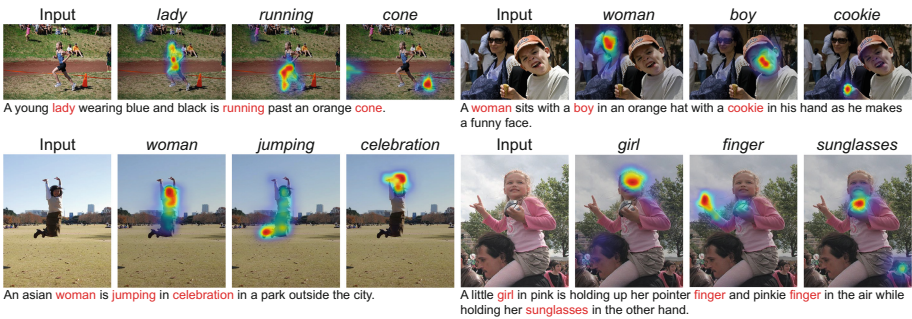 Input lady running cone
Input woman boy cookie
A young lady wearing blue and black is running past an orange cone.
A woman sits with a boy in an orange hat with a cookie in his hand as he makes
a funny face.
Input woman jumping celebration
Input girl finger sunglasses
An asian woman is jumping in celebration in a park outside the city.
A little girl in pink is holding up her pointer finger and pinkie finger in the air while
holding her sunglasses in the other hand.